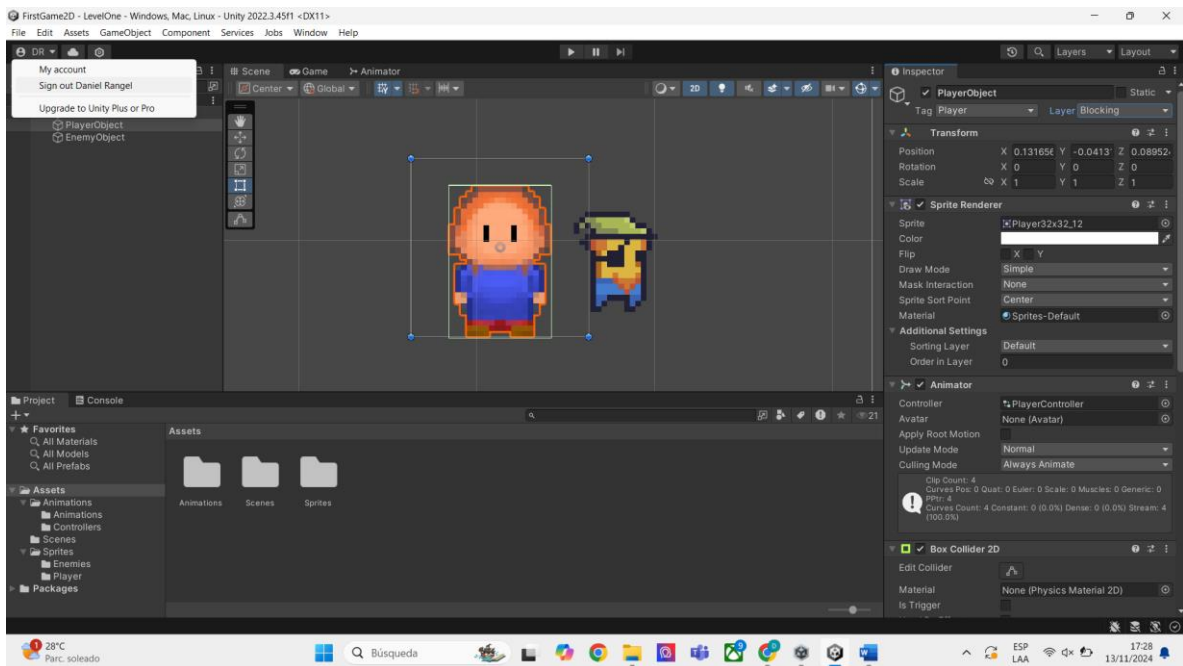 FirstGame2D - LevelOne - Windows, Mac, Linux - Unity 2022.3.45f1 <DX11>
File Edit Assets GameObject Component Services Jobs Window Help
DR
Layers Layout
My account
Sign out Daniel Rangel
Upgrade to Unity Plus or Pro
PlayerObject
EnemyObject
Scene Game Animator
Center Global 2D
Inspector
PlayerObject Static
Tag Player Layer Blocking
Transform
Position X 0.131656 Y -0.0413 Z 0.08952
Rotation X 0 Y 0 Z 0
Scale X 1 Y 1 Z 1
Sprite Renderer
Sprite Player32x32_12
Color
Flip X Y
Draw Mode Simple
Mask Interaction None
Sprite Sort Point Center
Material Sprites-Default
Additional Settings
Sorting Layer Default
Order in Layer 0
Animator
Controller PlayerController
Avatar None (Avatar)
Apply Root Motion
Update Mode Normal
Culling Mode Always Animate
Clip Count: 4
Curves Pos: 0 Quat: 0 Euler: 0 Scale: 0 Muscles: 0 Generic: 0
PPtr: 4
Curves Count: 4 Constant: 0 (0.0%) Dense: 0 (0.0%) Stream: 4
(100.0%)
Box Collider 2D
Edit Collider
Material None (Physics Material 2D)
Is Trigger
Project Console
21
Favorites
All Materials
All Models
All Prefabs
Assets
Animations
Animations
Controllers
Scenes
Sprites
Enemies
Player
Packages
Assets
Animations Scenes Sprites
28°C
Parc. soleado
Búsqueda
ESP
LAA
17:28
13/11/2024